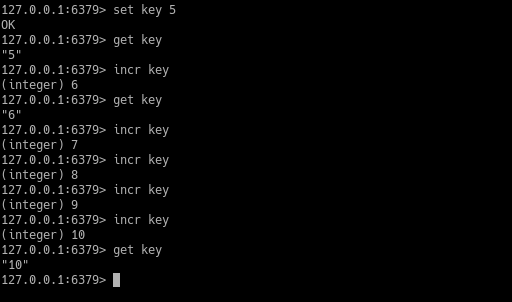 127.0.0.1:6379> set key 5
OK
127.0.0.1:6379> get key
"5"
127.0.0.1:6379> incr key
(integer) 6
127.0.0.1:6379> get key
"6"
127.0.0.1:6379> incr key
(integer) 7
127.0.0.1:6379> incr key
(integer) 8
127.0.0.1:6379> incr key
(integer) 9
127.0.0.1:6379> incr key
(integer) 10
127.0.0.1:6379> get key
"10"
127.0.0.1:6379>